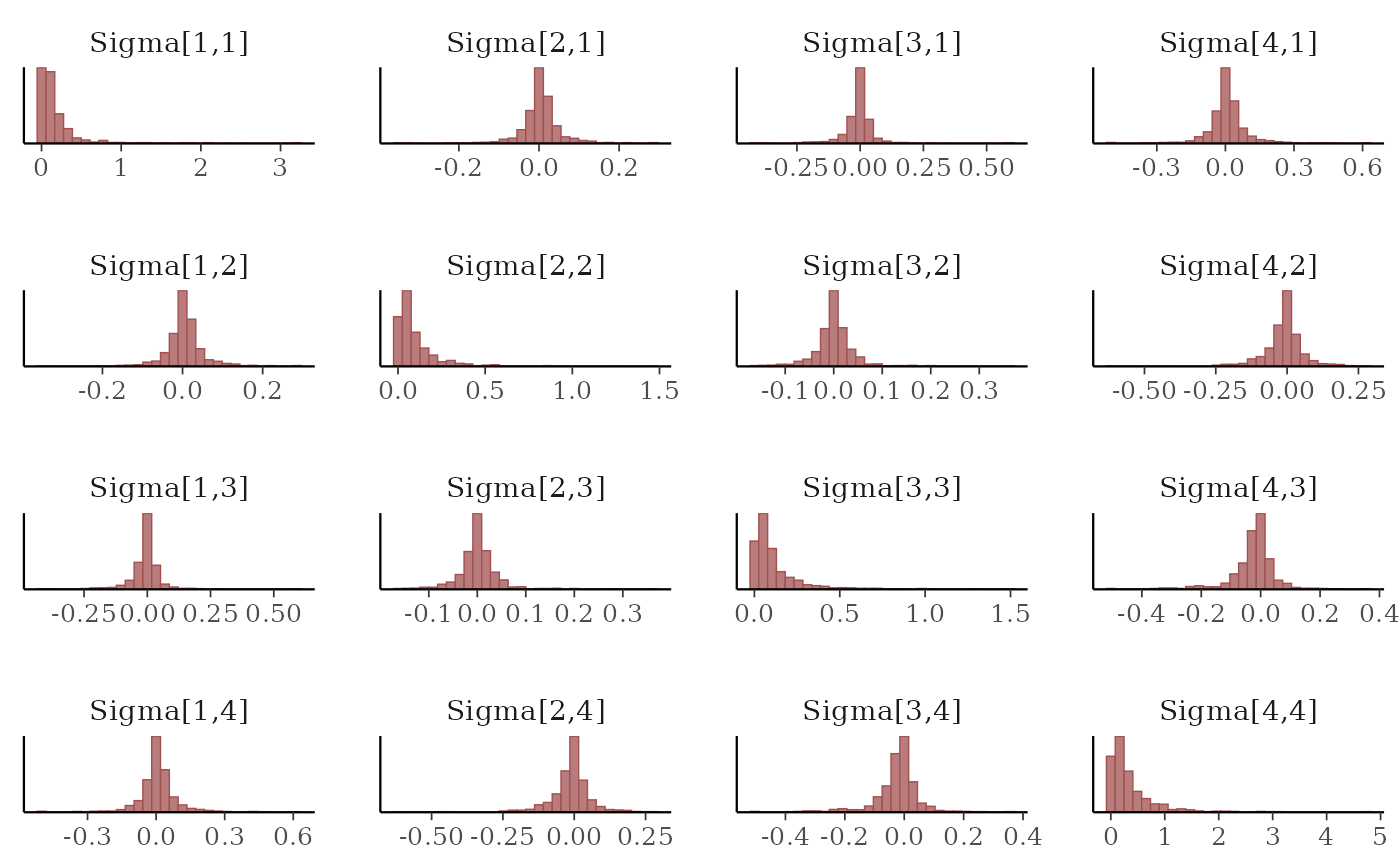 Sigma[1,1] Sigma[2,1] Sigma[3,1] Sigma[4,1]
0 1 2 3 -0.2 0.0 0.2 -0.25 0.00 0.25 0.50 -0.3 0.0 0.3 0.6
Sigma[1,2] Sigma[2,2] Sigma[3,2] Sigma[4,2]
-0.2 0.0 0.2 0.0 0.5 1.0 1.5 -0.1 0.0 0.1 0.2 0.3 -0.50 -0.25 0.00 0.25
Sigma[1,3] Sigma[2,3] Sigma[3,3] Sigma[4,3]
-0.25 0.00 0.25 0.50 -0.1 0.0 0.1 0.2 0.3 0.0 0.5 1.0 1.5 -0.4 -0.2 0.0 0.2 0.4
Sigma[1,4] Sigma[2,4] Sigma[3,4] Sigma[4,4]
-0.3 0.0 0.3 0.6 -0.50 -0.25 0.00 0.25 -0.4 -0.2 0.0 0.2 0.4 0 1 2 3 4 5